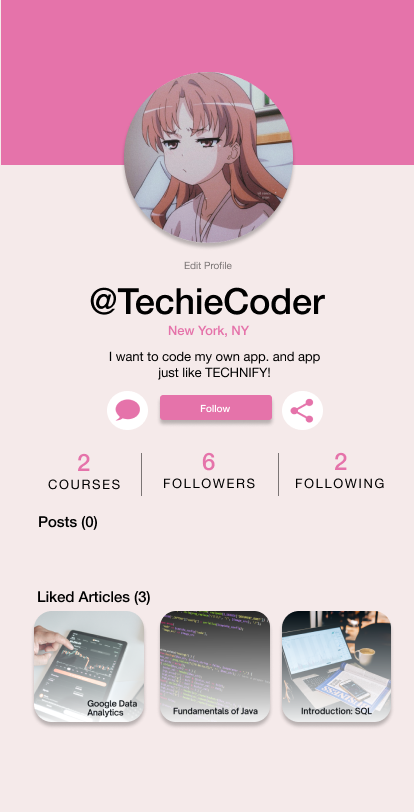 Edit Profile
@TechieCoder
New York, NY
I want to code my own app. and app
just like TECHNIFY!
Follow
2
6
2
COURSES
FOLLOWERS
FOLLOWING
Posts (0)
Liked Articles (3)
Google Data
Analytics
Fundamentals of Java
Introduction: SQL